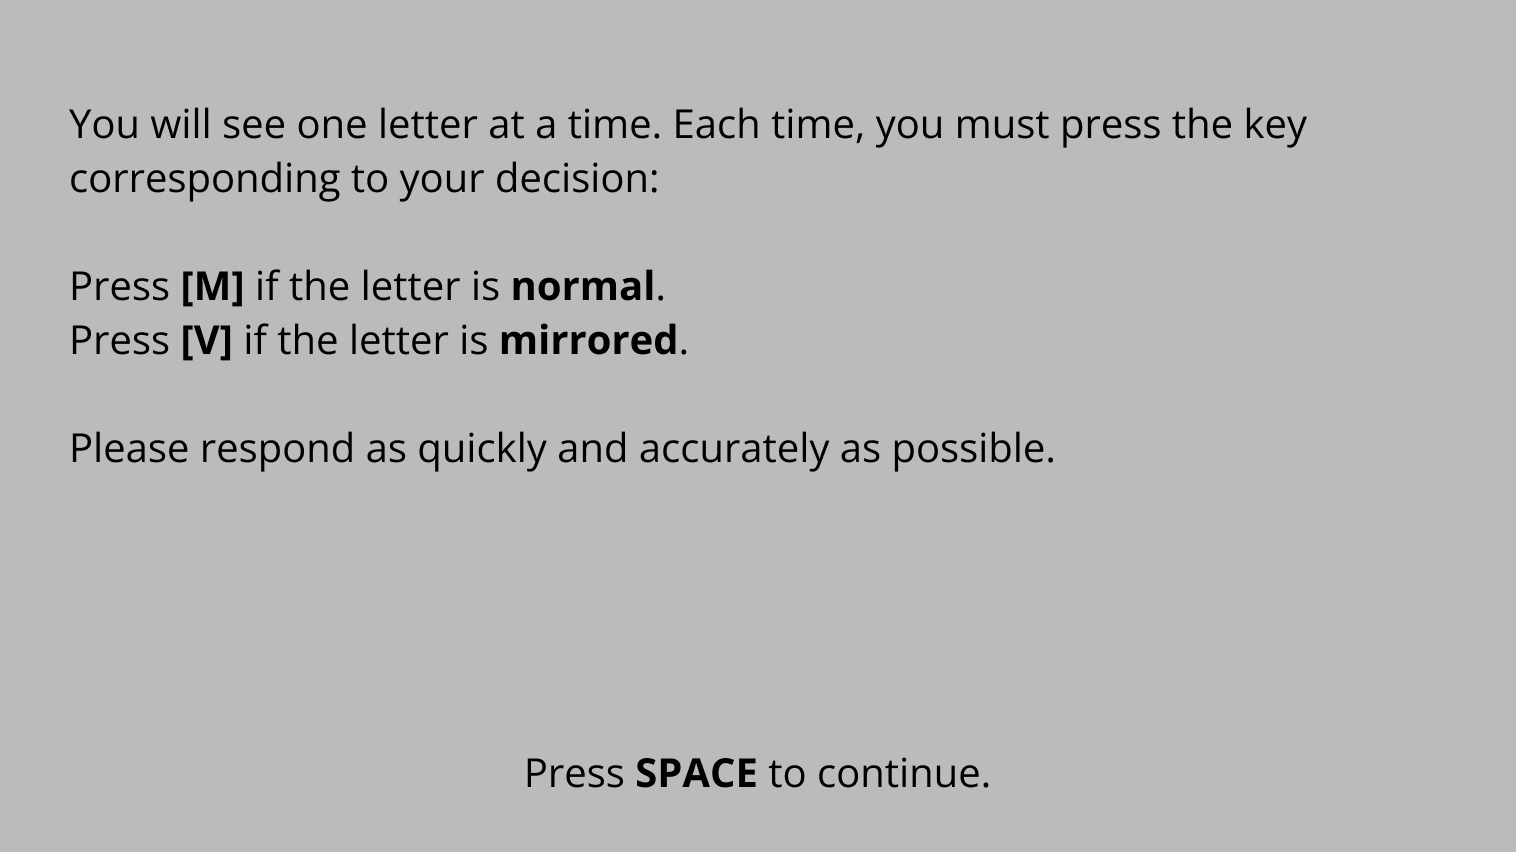 You will see one letter at a time. Each time, you must press the key
corresponding to your decision:
Press [M] if the letter is normal.
Press [V] if the letter is mirrored.
Please respond as quickly and accurately as possible.
Press SPACE to continue.